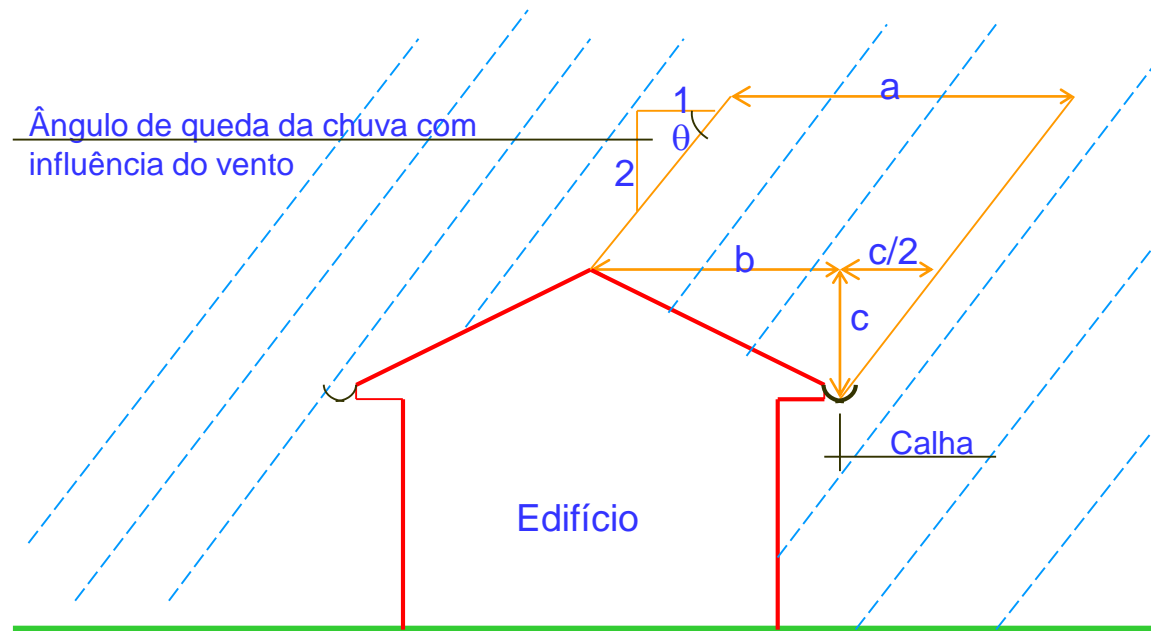 1
a
Ângulo de queda da chuva com
influência do vento
θ
2
b
c/2
c
Calha
Edifício